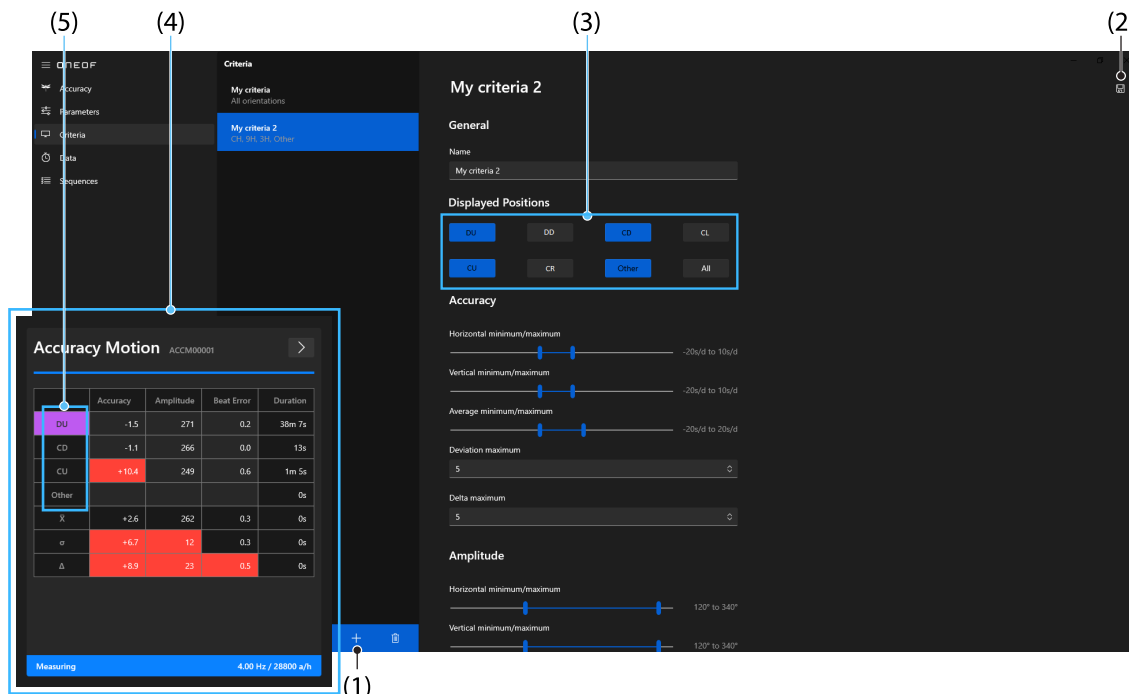 (5)
(4)
(3)
(2
ONEOF
Accuracy
Parameters
Criteria
Data
Sequences
Criteria
My criteria
All orientations
My criteria 2
CH, 9H, 3H, Other
My criteria 2
General
Name
My criteria 2
Displayed Positions
DU DD CD CL
CU CR Other All
Accuracy
Horizontal minimum/maximum
-20s/d to 10s/d
Vertical minimum/maximum
-20s/d to 10s/d
Average minimum/maximum
-20s/d to 20s/d
Deviation maximum
5
Delta maximum
5
Amplitude
Horizontal minimum/maximum
120° to 340°
Vertical minimum/maximum
120° to 340°
Accuracy Motion ACCM00001
Accuracy Amplitude Beat Error Duration
DU -1.5 271 0.2 38m 7s
CD -1.1 266 0.0 13s
CU +10.4 249 0.6 1m 5s
Other 0s
x̄ +2.6 262 0.3 0s
σ +6.7 12 0.3 0s
Δ +8.9 23 0.5 0s
Measuring 4.00 Hz / 28800 a/h
(1)